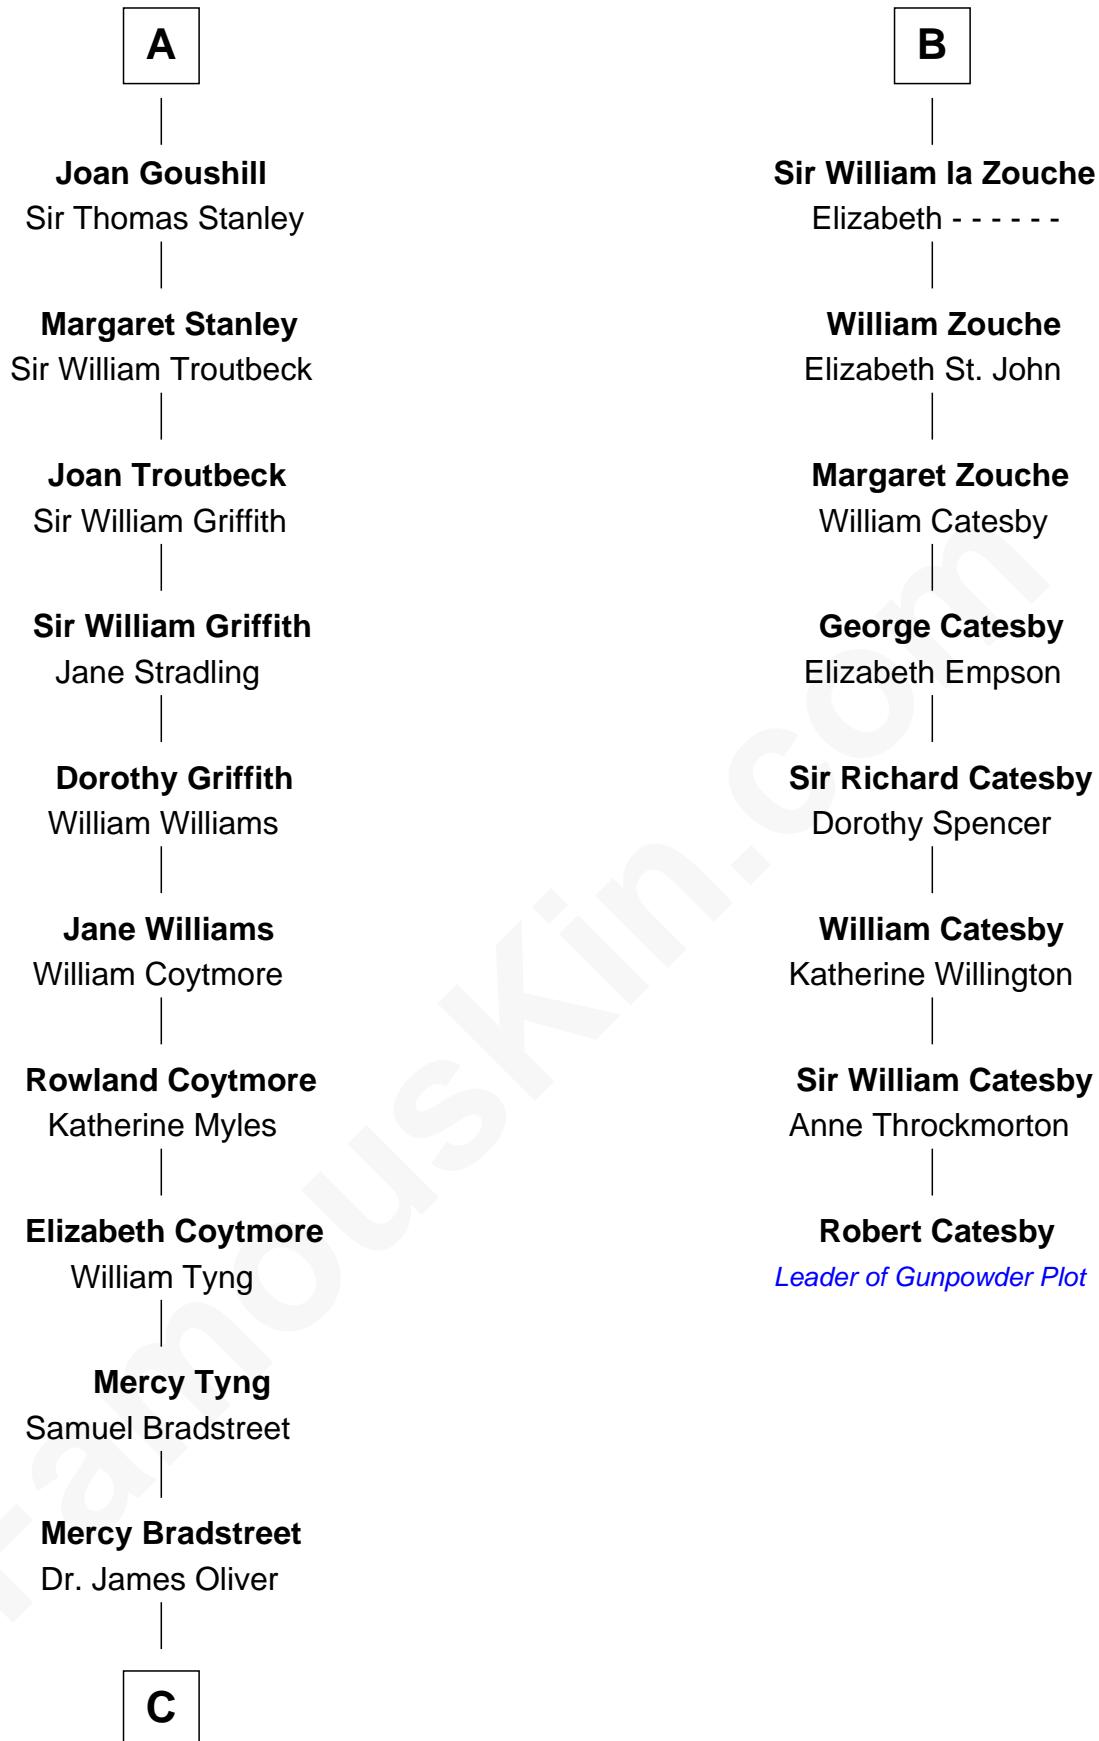 A
Joan Goushill
Sir Thomas Stanley
Margaret Stanley
Sir William Troutbeck
Joan Troutbeck
Sir William Griffith
Sir William Griffith
Jane Stradling
Dorothy Griffith
William Williams
Jane Williams
William Coytmore
Rowland Coytmore
Katherine Myles
Elizabeth Coytmore
William Tyng
Mercy Tyng
Samuel Bradstreet
Mercy Bradstreet
Dr. James Oliver
C
B
Sir William la Zouche
Elizabeth - - - - - -
William Zouche
Elizabeth St. John
Margaret Zouche
William Catesby
George Catesby
Elizabeth Empson
Sir Richard Catesby
Dorothy Spencer
William Catesby
Katherine Willington
Sir William Catesby
Anne Throckmorton
Robert Catesby
Leader of Gunpowder Plot
FamousKin.com